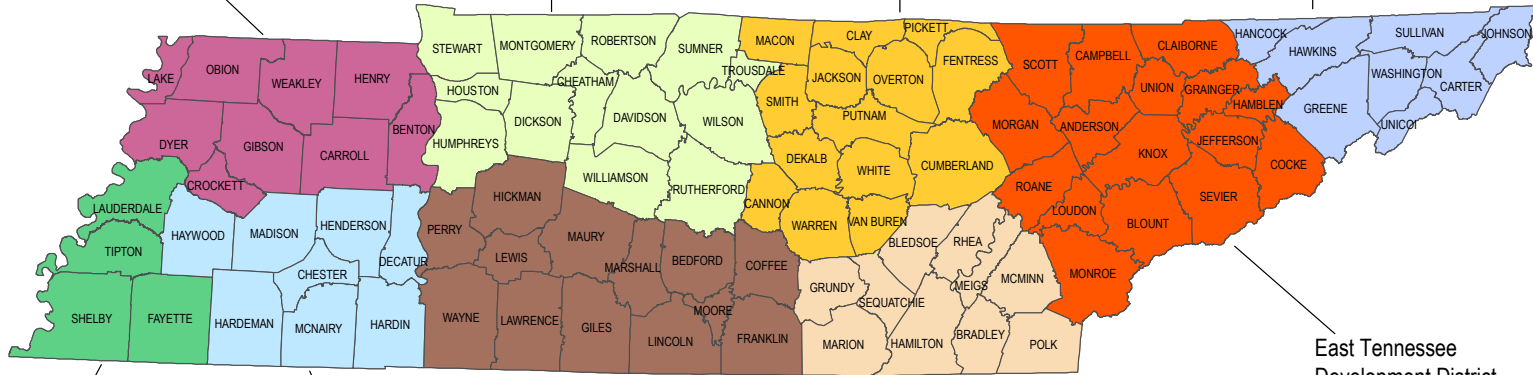 STEWART
MONTGOMERY
ROBERTSON
SUMNER
MACON
CLAY
PICKETT
FENTRESS
SCOTT
CAMPBELL
CLAIBORNE
HANCOCK
HAWKINS
SULLIVAN
JOHNSON
LAKE
OBION
WEAKLEY
HENRY
HOUSTON
CHEATHAM
TROUSDALE
JACKSON
OVERTON
UNION
GRAINGER
WASHINGTON
CARTER
BENTON
HUMPHREYS
DICKSON
DAVIDSON
WILSON
SMITH
PUTNAM
MORGAN
ANDERSON
HAMBLEN
GREENE
UNICOI
DYER
GIBSON
CARROLL
KNOX
JEFFERSON
COCKE
CROCKETT
WILLIAMSON
RUTHERFORD
DEKALB
WHITE
CUMBERLAND
ROANE
LOUDON
BLOUNT
SEVIER
LAUDERDALE
HAYWOOD
MADISON
HENDERSON
HICKMAN
CANNON
WARREN
VAN BUREN
TIPTON
CHESTER
DECATUR
PERRY
LEWIS
MAURY
MARSHALL
BEDFORD
COFFEE
BLEDSOE
RHEA
MEIGS
MCMINN
MONROE
SHELBY
FAYETTE
HARDEMAN
MCNAIRY
HARDIN
WAYNE
LAWRENCE
GILES
LINCOLN
MOORE
FRANKLIN
GRUNDY
SEQUATCHIE
MARION
HAMILTON
BRADLEY
POLK
East Tennessee
Development District